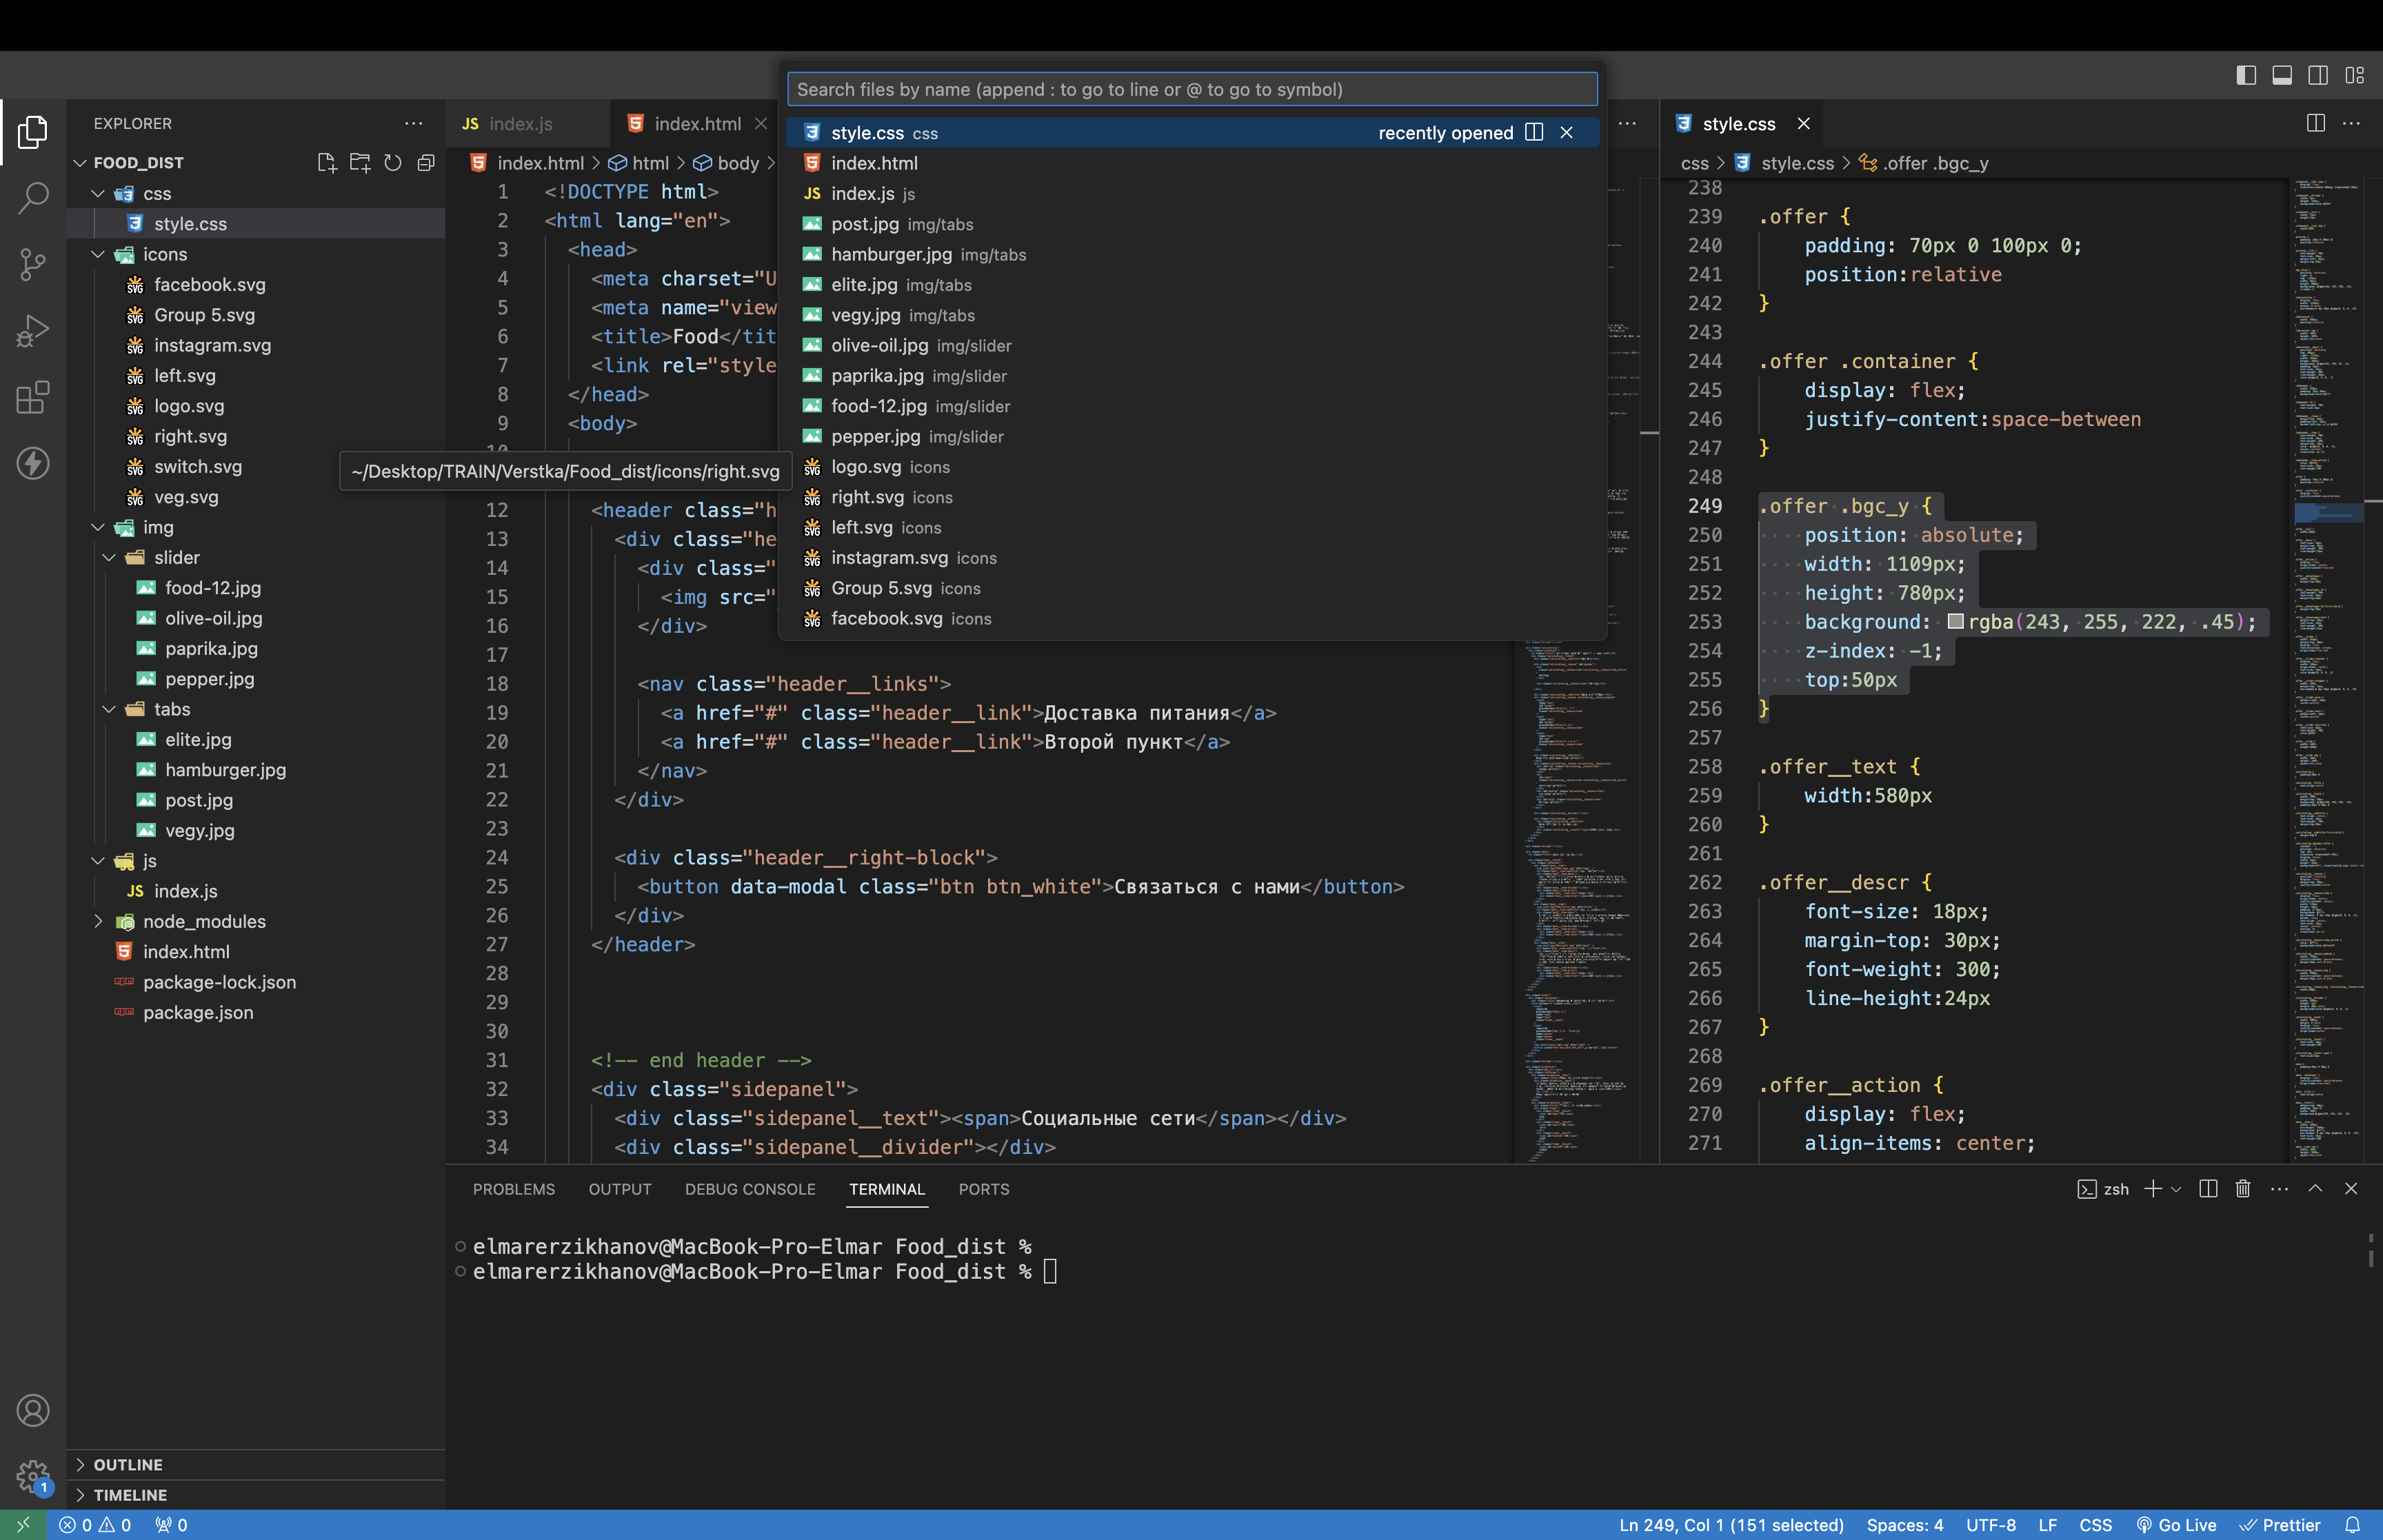 Search files by name (append : to go to line or @ to go to symbol)
style.css css recently opened
index.html
index.js js
post.jpg img/tabs
hamburger.jpg img/tabs
elite.jpg img/tabs
vegy.jpg img/tabs
olive-oil.jpg img/slider
paprika.jpg img/slider
food-12.jpg img/slider
pepper.jpg img/slider
logo.svg icons
right.svg icons
left.svg icons
instagram.svg icons
Group 5.svg icons
facebook.svg icons
EXPLORER
FOOD_DIST
css
style.css
icons
facebook.svg
Group 5.svg
instagram.svg
left.svg
logo.svg
right.svg
switch.svg
veg.svg
img
slider
food-12.jpg
olive-oil.jpg
paprika.jpg
pepper.jpg
tabs
elite.jpg
hamburger.jpg
post.jpg
vegy.jpg
js
JS index.js
node_modules
index.html
package-lock.json
package.json
OUTLINE
TIMELINE
~/Desktop/TRAIN/Verstka/Food_dist/icons/right.svg
JS index.js
index.html
index.html > html > body >
1 <!DOCTYPE html>
2 <html lang="en">
3 <head>
4 <meta charset="U
5 <meta name="view
6 <title>Food</tit
7 <link rel="style
8 </head>
9 <body>
12 <header class="h
13 <div class="he
14 <div class="
15 <img src="
16 </div>
17
18 <nav class="header__links">
19 <a href="#" class="header__link">Доставка питания</a>
20 <a href="#" class="header__link">Второй пункт</a>
21 </nav>
22 </div>
23
24 <div class="header__right-block">
25 <button data-modal class="btn btn_white">Связаться с нами</button>
26 </div>
27 </header>
28
29
30
31 <!-- end header -->
32 <div class="sidepanel">
33 <div class="sidepanel__text"><span>Социальные сети</span></div>
34 <div class="sidepanel__divider"></div>
style.css
css > style.css > .offer .bgc_y
238
239 .offer {
240 padding: 70px 0 100px 0;
241 position:relative
242 }
243
244 .offer .container {
245 display: flex;
246 justify-content:space-between
247 }
248
249 .offer .bgc_y {
250 position: absolute;
251 width: 1109px;
252 height: 780px;
253 background: rgba(243, 255, 222, .45);
254 z-index: -1;
255 top:50px
256 }
257
258 .offer__text {
259 width:580px
260 }
261
262 .offer__descr {
263 font-size: 18px;
264 margin-top: 30px;
265 font-weight: 300;
266 line-height:24px
267 }
268
269 .offer__action {
270 display: flex;
271 align-items: center;
PROBLEMS OUTPUT DEBUG CONSOLE TERMINAL PORTS zsh
elmarerzikhanov@MacBook-Pro-Elmar Food_dist %
elmarerzikhanov@MacBook-Pro-Elmar Food_dist %
1
0 0 0 Ln 249, Col 1 (151 selected) Spaces: 4 UTF-8 LF CSS Go Live Prettier